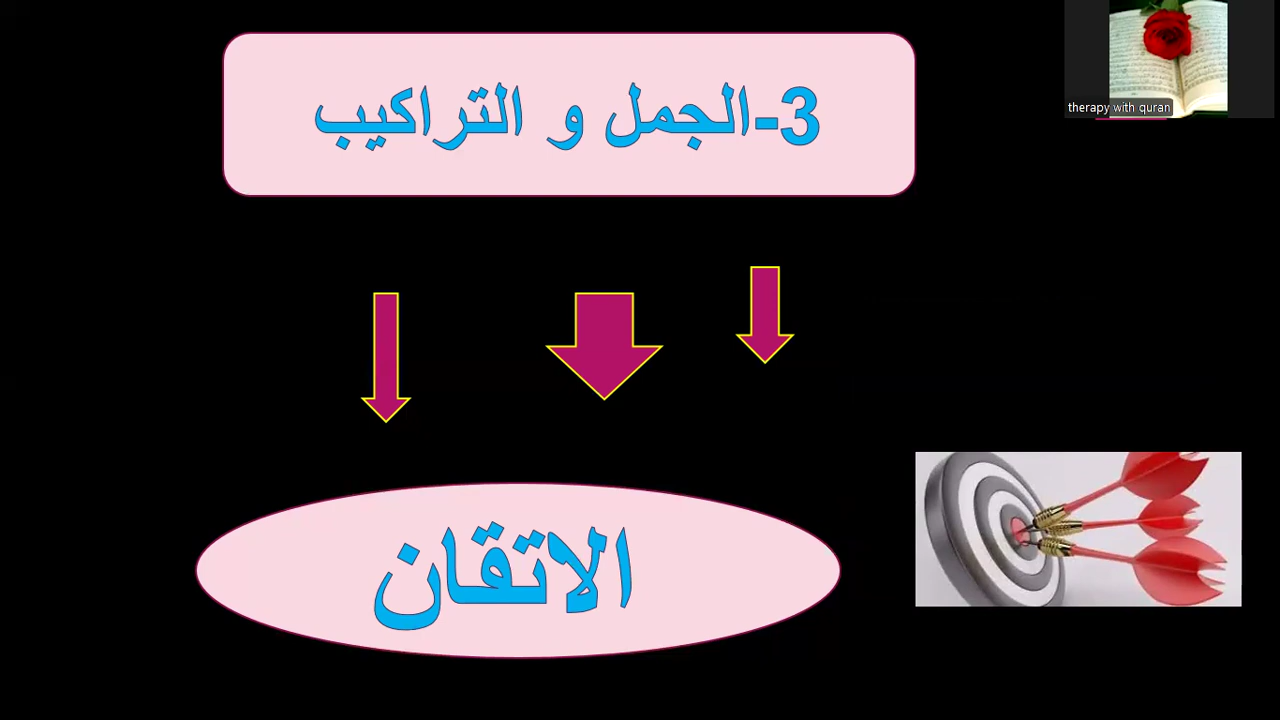 3-الجمل و التراكيب
therapy with quran
الاتقان